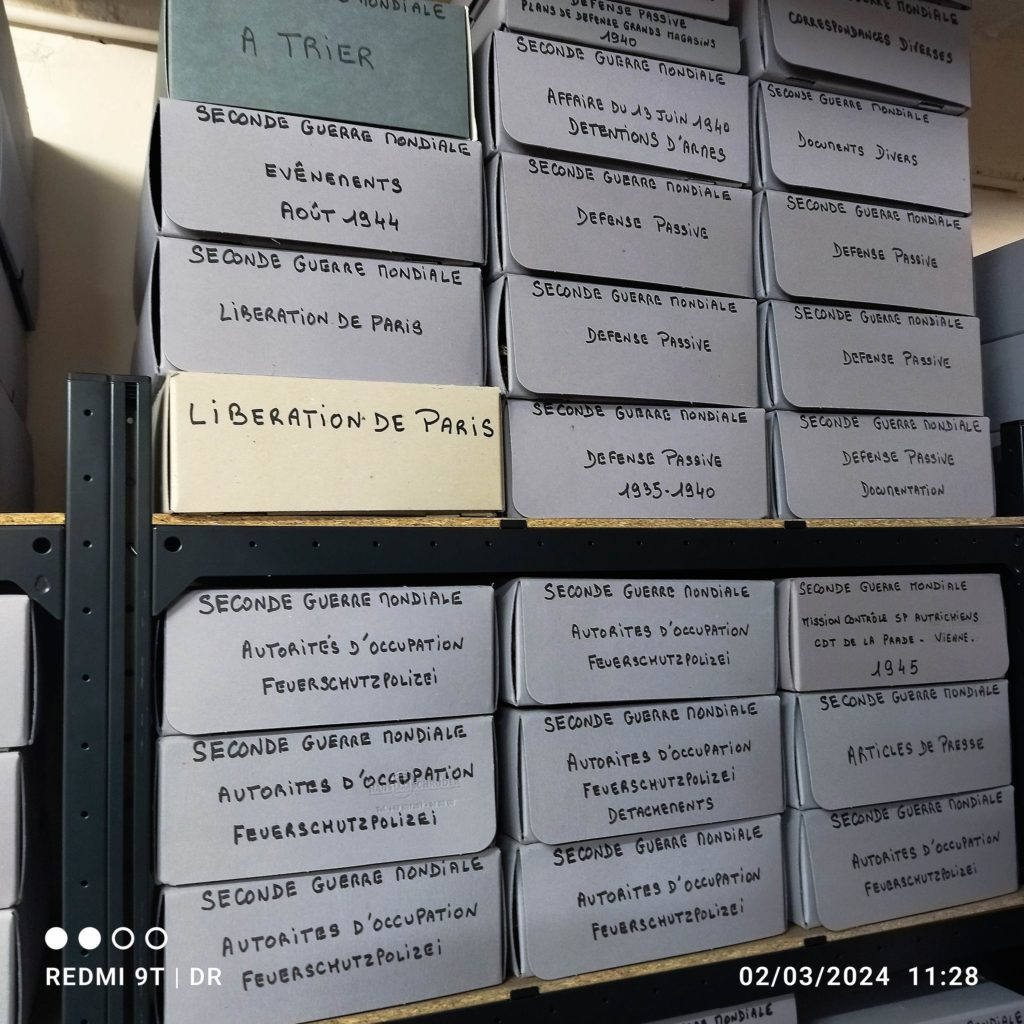 MONDIALE
A TRIER
SECONDE GUERRE MONDIALE
EVÊNEMENTS
AOÛT 1944
SECONDE GUERRE MONDIALE
LIBERATION DE PARIS
LIBERATION DE PARIS
DEFENSE PASSIVE
PLANS DE DEFENSE GRANDS MAGASINS
1940
SECONDE GUERRE MONDIALE
AFFAIRE DU 13 JUIN 1940
DETENTIONS D'ARMES
SECONDE GUERRE MONDIALE
DEFENSE PASSIVE
SECONDE GUERRE MONDIALE
DEFENSE PASSIVE
SECONDE GUERRE MONDIALE
DEFENSE PASSIVE
1935-1940
MONDIALE
CORRESPONDANCES DIVERSES
SECONDE GUERRE MONDIALE
DOCUMENTS DIVERS
SECONDE GUERRE MONDIALE
DEFENSE PASSIVE
SECONDE GUERRE MONDIALE
DEFENSE PASSIVE
SECONDE GUERRE MONDIALE
DEFENSE PASSIVE
DOCUMENTATION
SECONDE GUERRE MONDIALE
AUTORITÉS D'OCCUPATION
FEUERSCHUTZPOLIZEI
SECONDE GUERRE MONDIALE
AUTORITES D'OCCUPATION
FEUERSCHUTZPOLIZEI
SECONDE GUERRE MONDIALE
AUTORITES D'OCCUPATION
FEUERSCHUTZPOLIZEI
SECONDE GUERRE MONDIALE
AUTORITES D'OCCUPATION
FEUERSCHUTZPOLIZEI
SECONDE GUERRE MONDIALE
AUTORITES D'OCCUPATION
FEUERSCHUTZPOLIZEI
DETACHEMENTS
SECONDE GUERRE MONDIALE
AUTORITES D'OCCUPATION
FEUERSCHUTZPOLIZEI
SECONDE GUERRE MONDIALE
MISSION CONTRÔLE SP AUTRICHIENS
CDT DE LA PAADE - VIENNE.
1945
SECONDE GUERRE MONDIALE
ARTICLES DE PRESSE
SECONDE GUERRE MONDIALE
AUTORITES D'OCCUPATION
FEUERSCHUTZPOLIZEI
GUERRE MONDIALE
REDMI 9T | DR
02/03/2024 11:28